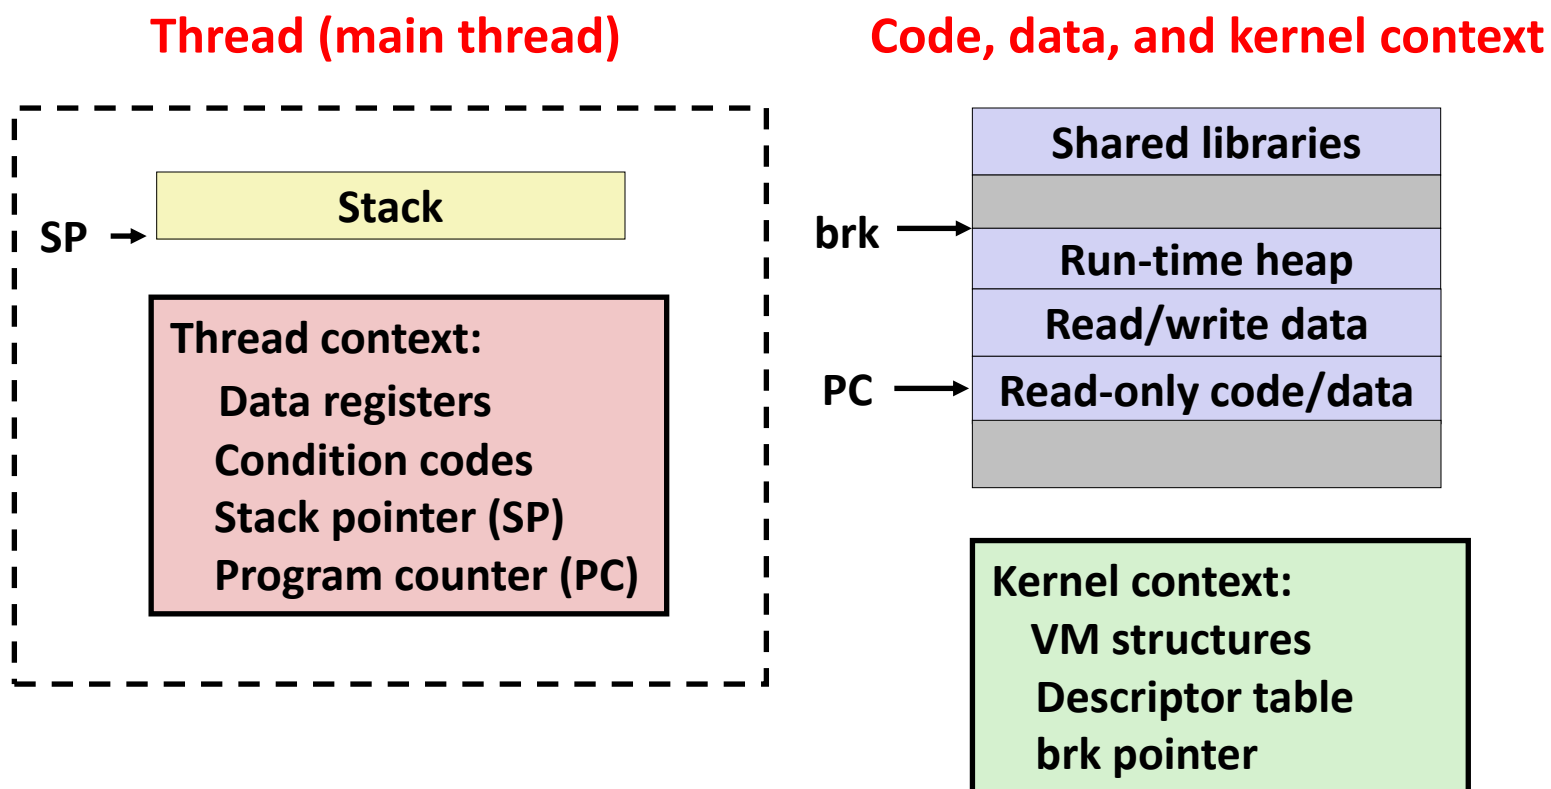 Thread (main thread)
Stack
SP
Thread context:
Data registers
Condition codes
Stack pointer (SP)
Program counter (PC)
Code, data, and kernel context
Shared libraries
brk
Run-time heap
Read/write data
PC
Read-only code/data
Kernel context:
VM structures
Descriptor table
brk pointer